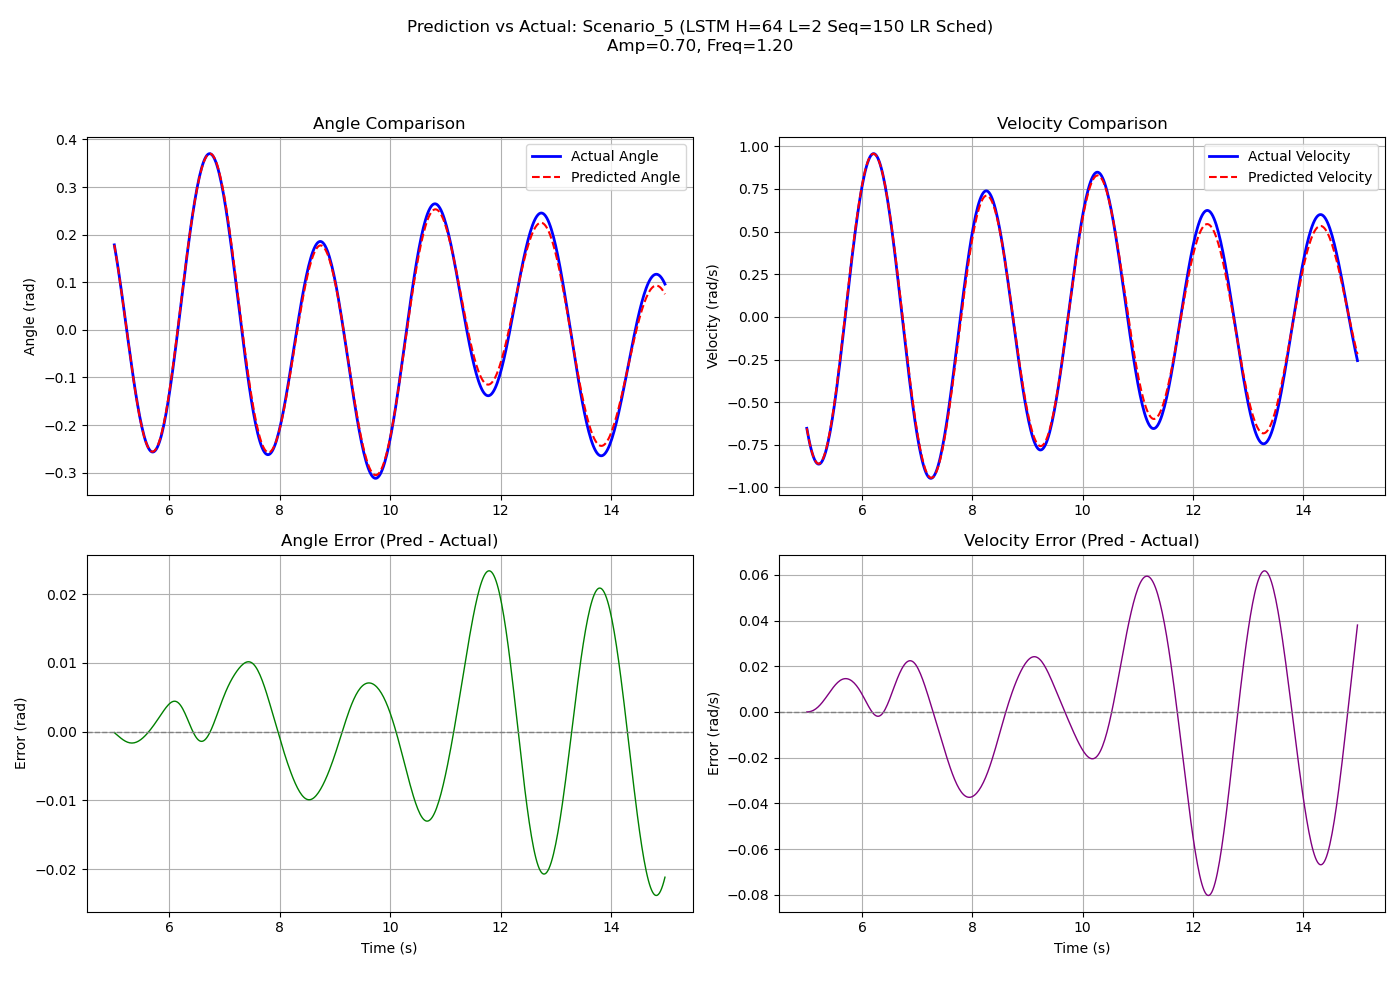 Prediction vs Actual: Scenario_5 (LSTM H=64 L=2 Seq=150 LR Sched)
Amp=0.70, Freq=1.20
Angle Comparison
Actual Angle
Predicted Angle
Angle (rad)
0.4
0.3
0.2
0.1
0.0
−0.1
−0.2
−0.3
6 8 10 12 14
Velocity Comparison
Actual Velocity
Predicted Velocity
Velocity (rad/s)
1.00
0.75
0.50
0.25
0.00
−0.25
−0.50
−0.75
−1.00
6 8 10 12 14
Angle Error (Pred - Actual)
Error (rad)
0.02
0.01
0.00
−0.01
−0.02
6 8 10 12 14
Time (s)
Velocity Error (Pred - Actual)
Error (rad/s)
0.06
0.04
0.02
0.00
−0.02
−0.04
−0.06
−0.08
6 8 10 12 14
Time (s)